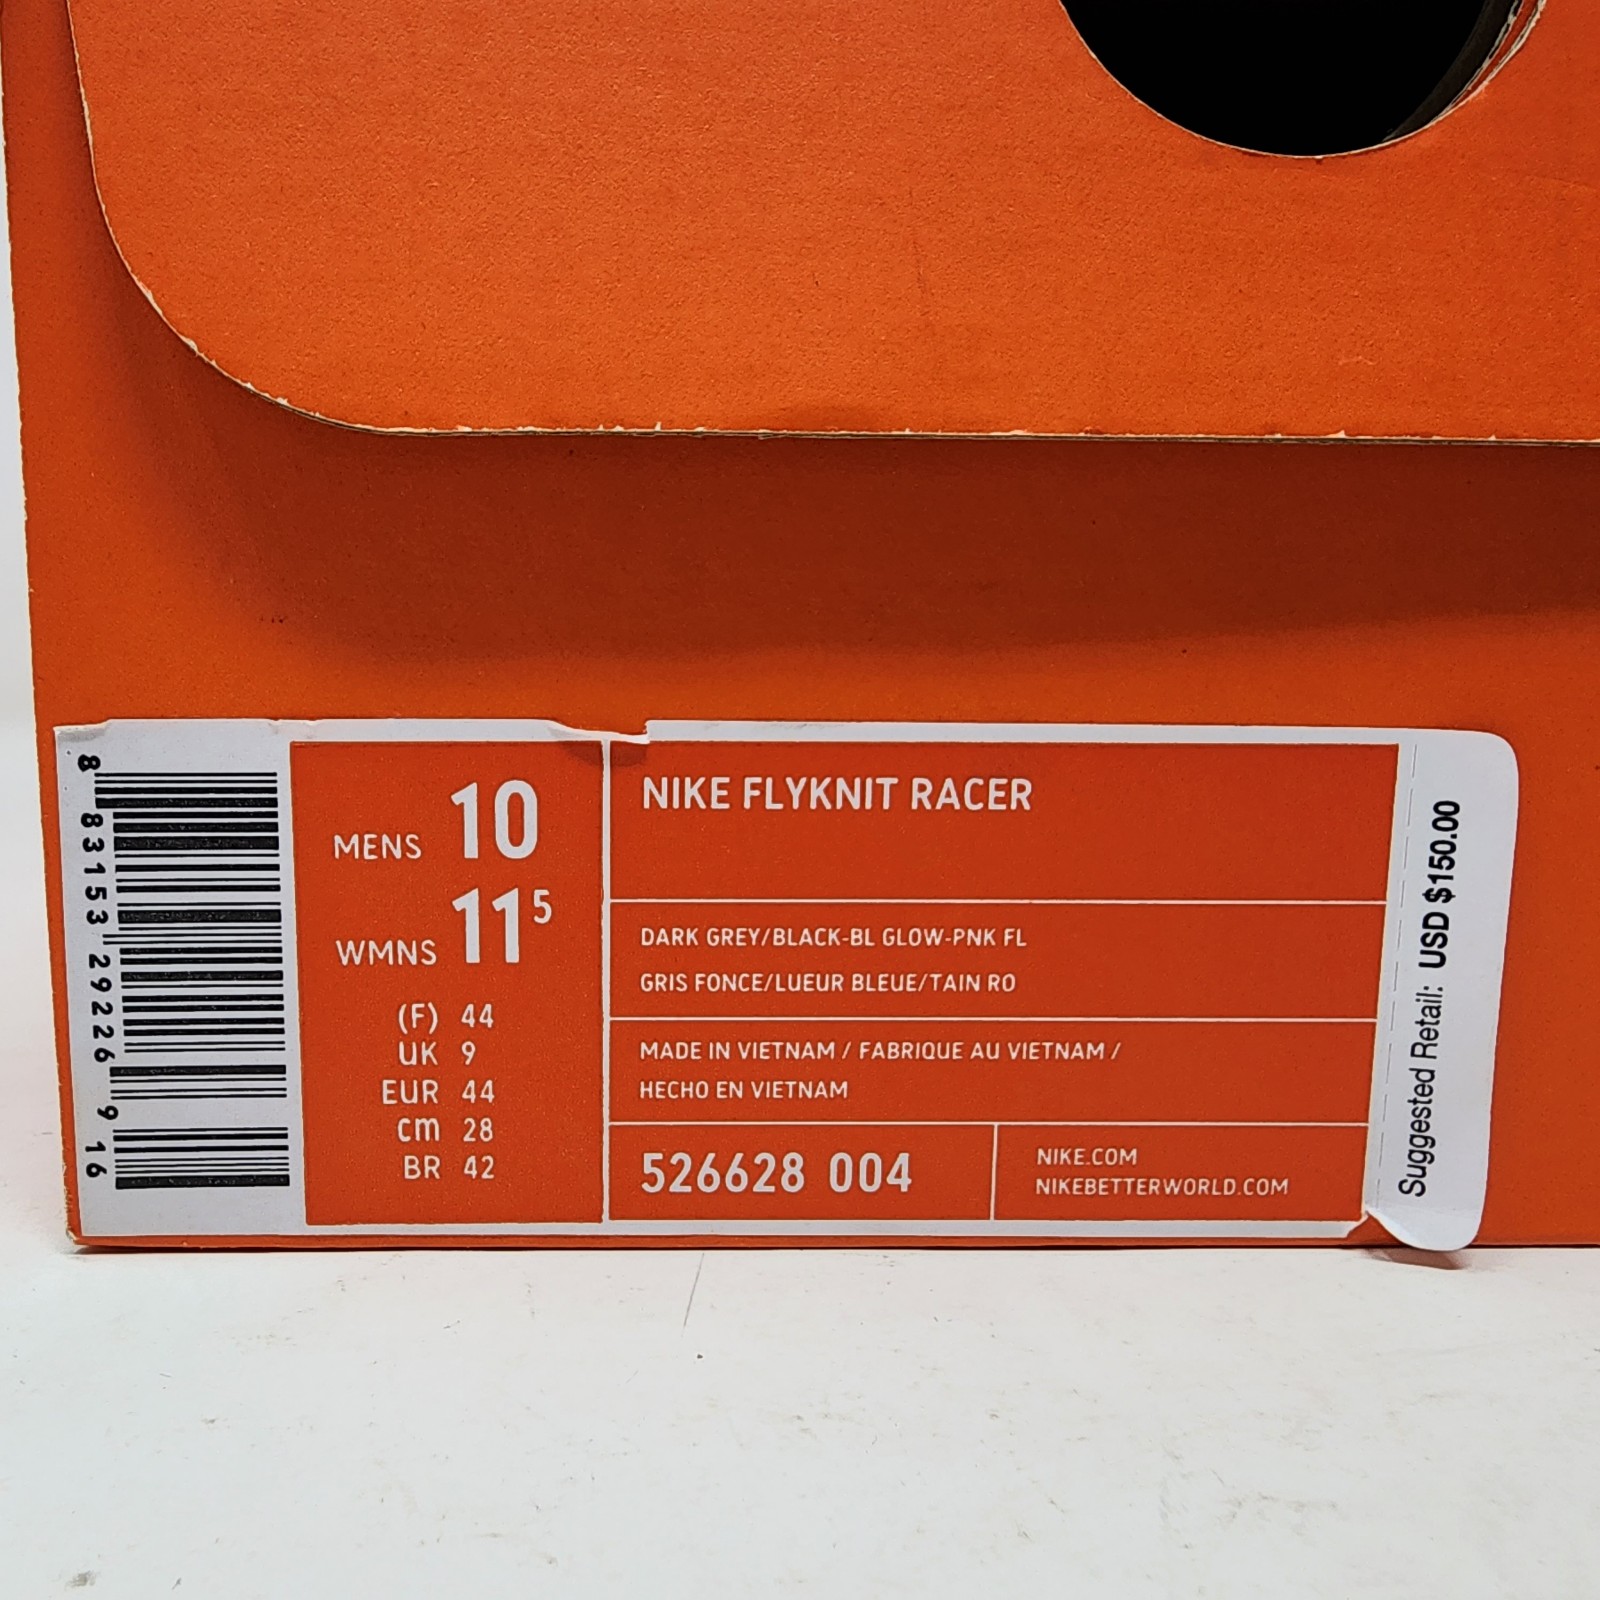 8 83153 29226 9 16
MENS 10
WMNS 11⁵
(F) 44
UK 9
EUR 44
cm 28
BR 42
NIKE FLYKNIT RACER
DARK GREY/BLACK-BL GLOW-PNK FL
GRIS FONCE/LUEUR BLEUE/TAIN RO
MADE IN VIETNAM / FABRIQUE AU VIETNAM /
HECHO EN VIETNAM
526628 004
NIKE.COM
NIKEBETTERWORLD.COM
Suggested Retail: USD $150.00